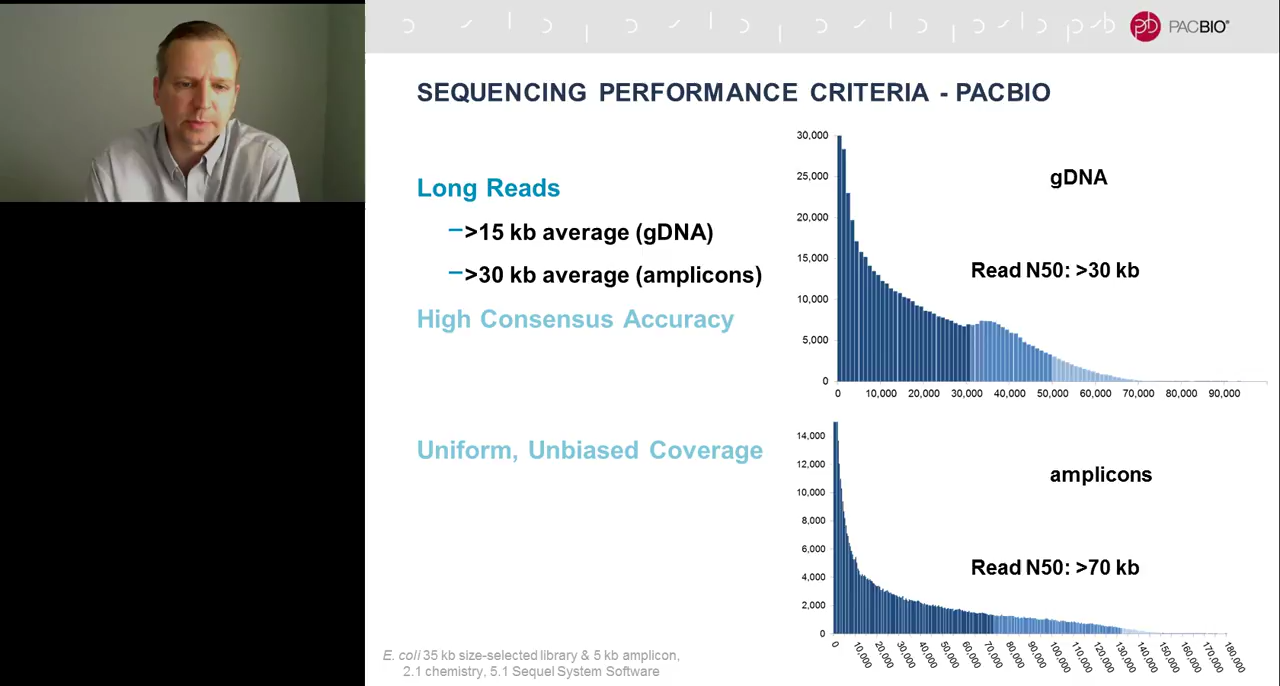 PACBIO®
SEQUENCING PERFORMANCE CRITERIA - PACBIO
Long Reads
–>15 kb average (gDNA)
–>30 kb average (amplicons)
High Consensus Accuracy
Uniform, Unbiased Coverage
30,000
25,000
20,000
15,000
10,000
5,000
0
gDNA
Read N50: >30 kb
0 10,000 20,000 30,000 40,000 50,000 60,000 70,000 80,000 90,000
14,000
12,000
10,000
8,000
6,000
4,000
2,000
0
amplicons
Read N50: >70 kb
0 10,000 20,000 30,000 40,000 50,000 60,000 70,000 80,000 90,000 100,000 110,000 120,000 130,000 140,000 150,000 160,000 170,000 180,000
E. coli 35 kb size-selected library & 5 kb amplicon,
2.1 chemistry, 5.1 Sequel System Software